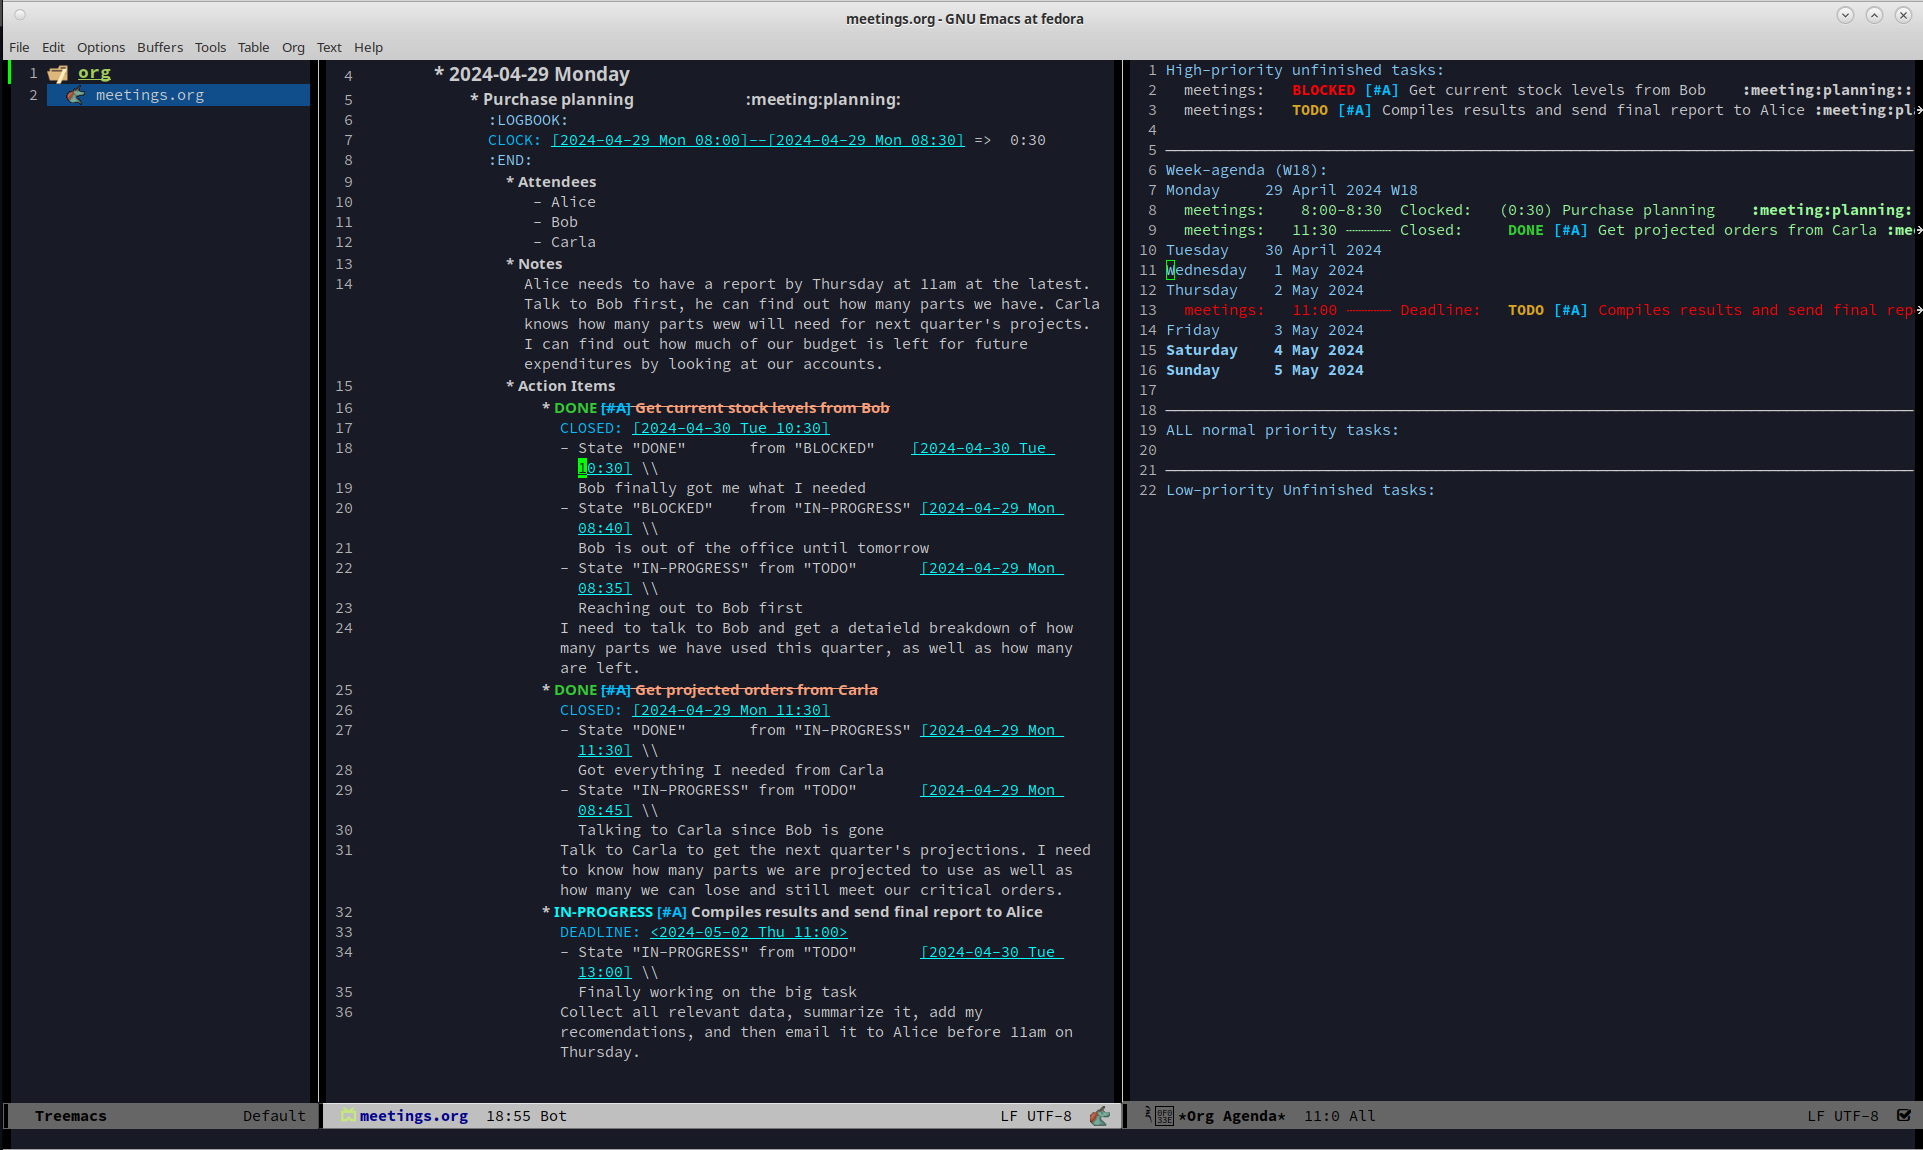 meetings.org - GNU Emacs at fedora
File Edit Options Buffers Tools Table Org Text Help
1 org
2 meetings.org
4 * 2024-04-29 Monday
5 * Purchase planning :meeting:planning:
6 :LOGBOOK:
7 CLOCK: [2024-04-29 Mon 08:00]--[2024-04-29 Mon 08:30] => 0:30
8 :END:
9 * Attendees
10 - Alice
11 - Bob
12 - Carla
13 * Notes
14 Alice needs to have a report by Thursday at 11am at the latest.
Talk to Bob first, he can find out how many parts we have. Carla
knows how many parts wew will need for next quarter's projects.
I can find out how much of our budget is left for future
expenditures by looking at our accounts.
15 * Action Items
16 * DONE [#A] Get current stock levels from Bob
17 CLOSED: [2024-04-30 Tue 10:30]
18 - State "DONE" from "BLOCKED" [2024-04-30 Tue
10:30] \\
19 Bob finally got me what I needed
20 - State "BLOCKED" from "IN-PROGRESS" [2024-04-29 Mon
08:40] \\
21 Bob is out of the office until tomorrow
22 - State "IN-PROGRESS" from "TODO" [2024-04-29 Mon
08:35] \\
23 Reaching out to Bob first
24 I need to talk to Bob and get a detaield breakdown of how
many parts we have used this quarter, as well as how many
are left.
25 * DONE [#A] Get projected orders from Carla
26 CLOSED: [2024-04-29 Mon 11:30]
27 - State "DONE" from "IN-PROGRESS" [2024-04-29 Mon
11:30] \\
28 Got everything I needed from Carla
29 - State "IN-PROGRESS" from "TODO" [2024-04-29 Mon
08:45] \\
30 Talking to Carla since Bob is gone
31 Talk to Carla to get the next quarter's projections. I need
to know how many parts we are projected to use as well as
how many we can lose and still meet our critical orders.
32 * IN-PROGRESS [#A] Compiles results and send final report to Alice
33 DEADLINE: <2024-05-02 Thu 11:00>
34 - State "IN-PROGRESS" from "TODO" [2024-04-30 Tue
13:00] \\
35 Finally working on the big task
36 Collect all relevant data, summarize it, add my
recomendations, and then email it to Alice before 11am on
Thursday.
1 High-priority unfinished tasks:
2 meetings: BLOCKED [#A] Get current stock levels from Bob :meeting:planning::
3 meetings: TODO [#A] Compiles results and send final report to Alice :meeting:pl
4
5
6 Week-agenda (W18):
7 Monday 29 April 2024 W18
8 meetings: 8:00-8:30 Clocked: (0:30) Purchase planning :meeting:planning:
9 meetings: 11:30 ┄┄┄┄┄ Closed: DONE [#A] Get projected orders from Carla :me
10 Tuesday 30 April 2024
11 Wednesday 1 May 2024
12 Thursday 2 May 2024
13 meetings: 11:00 ┄┄┄┄┄ Deadline: TODO [#A] Compiles results and send final rep
14 Friday 3 May 2024
15 Saturday 4 May 2024
16 Sunday 5 May 2024
17
18
19 ALL normal priority tasks:
20
21
22 Low-priority Unfinished tasks:
Treemacs Default
meetings.org 18:55 Bot LF UTF-8
*Org Agenda* 11:0 All LF UTF-8